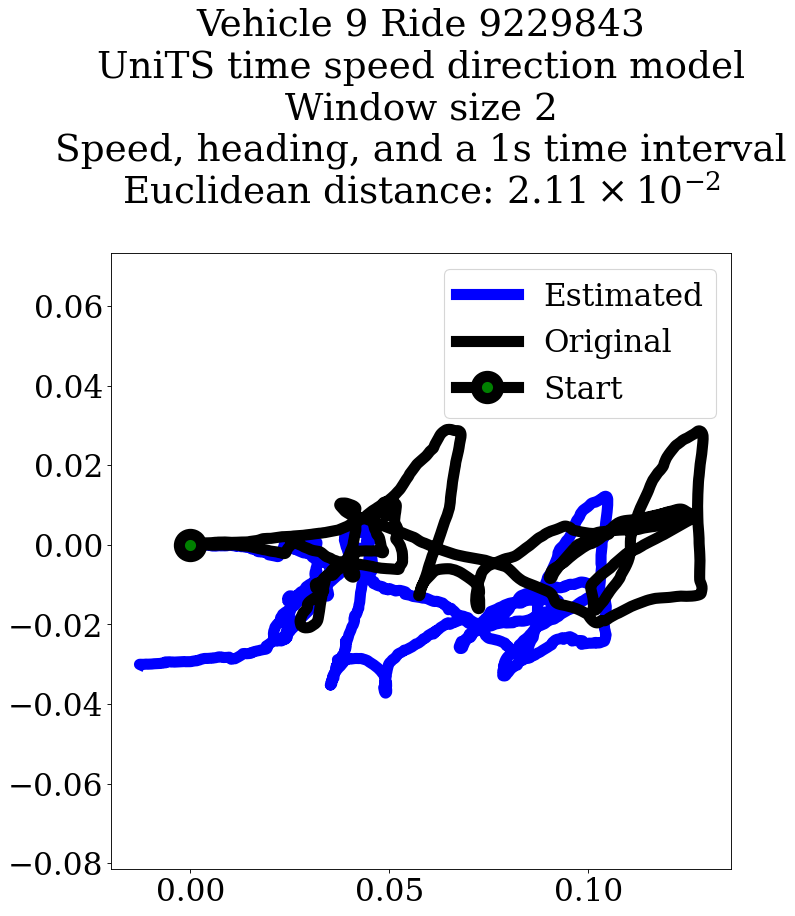 Vehicle 9 Ride 9229843
UniTS time speed direction model
Window size 2
Speed, heading, and a 1s time interval
Euclidean distance: 2.11 × 10⁻²
Estimated
Original
Start
0.06
0.04
0.02
0.00
−0.02
−0.04
−0.06
−0.08
0.00 0.05 0.10